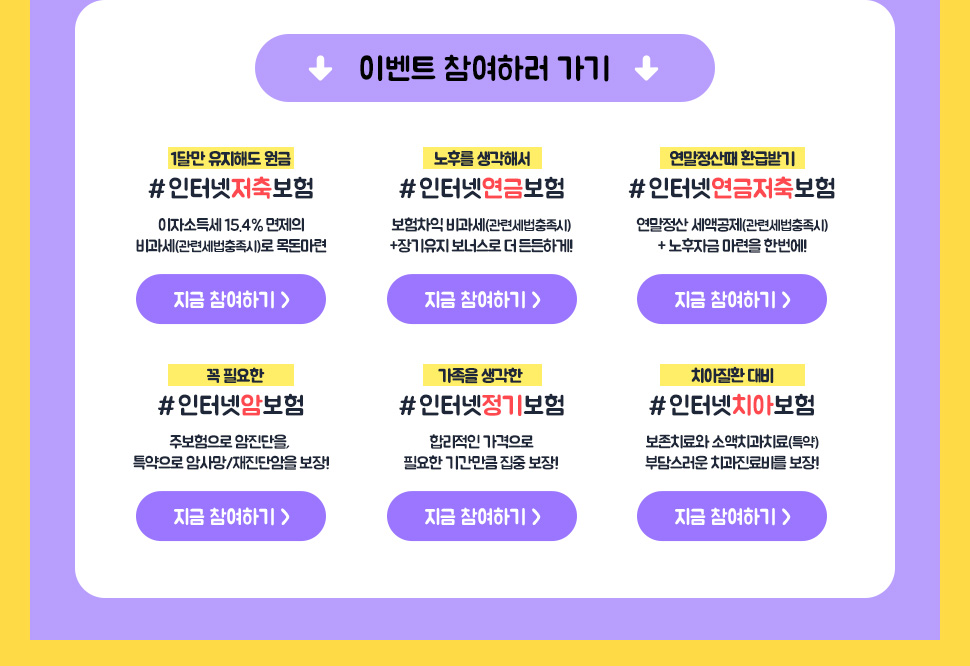 이벤트 참여하러 가기
1달만 유지해도 원금
#인터넷저축보험
이자소득세 15.4% 면제의
비과세(관련세법충족시)로 목돈마련
지금 참여하기 >
노후를 생각해서
#인터넷연금보험
보험차익 비과세(관련세법충족시)
+장기유지 보너스로 더 든든하게!
지금 참여하기 >
연말정산때 환급받기
#인터넷연금저축보험
연말정산 세액공제(관련세법충족시)
+ 노후자금 마련을 한번에!
지금 참여하기 >
꼭 필요한
#인터넷암보험
주보험으로 암진단을,
특약으로 암사망/재진단암을 보장!
지금 참여하기 >
가족을 생각한
#인터넷정기보험
합리적인 가격으로
필요한 기간만큼 집중 보장!
지금 참여하기 >
치아질환 대비
#인터넷치아보험
보존치료와 소액치과치료(특약)
부담스러운 치과진료비를 보장!
지금 참여하기 >